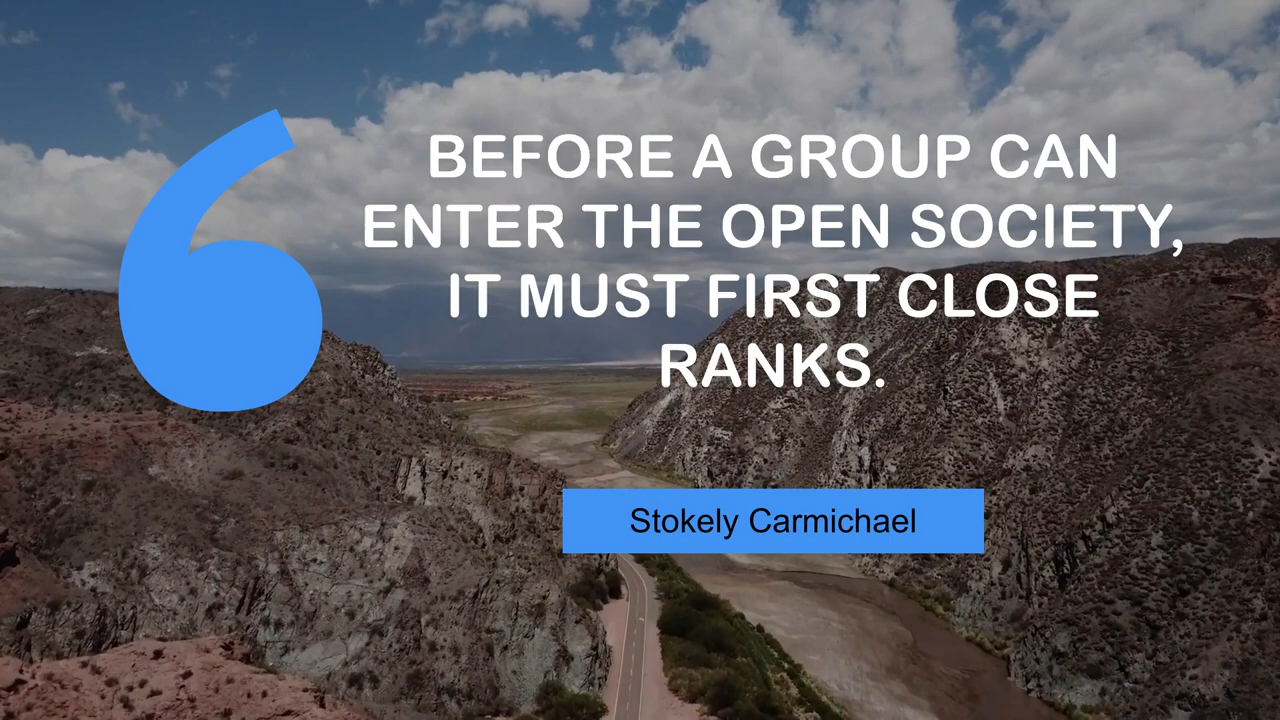 BEFORE A GROUP CAN
ENTER THE OPEN SOCIETY,
IT MUST FIRST CLOSE
RANKS.
Stokely Carmichael